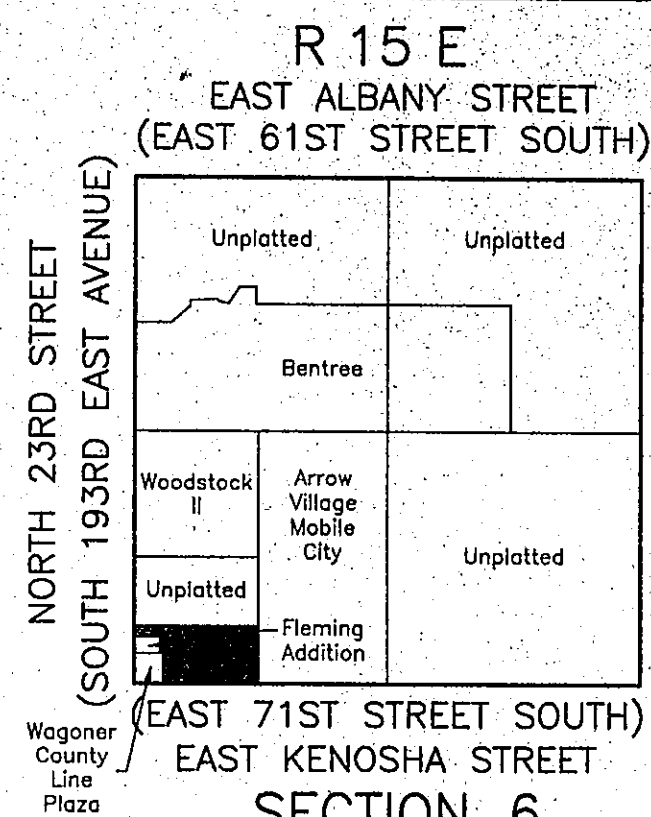 R 15 E
EAST ALBANY STREET
(EAST 61ST STREET SOUTH)
NORTH 23RD STREET
(SOUTH 193RD EAST AVENUE)
Unplatted
Unplatted
Bentree
Woodstock
II
Arrow
Village
Mobile
City
Unplatted
Unplatted
Fleming
Addition
Wagoner
County
Line
Plaza
(EAST 71ST STREET SOUTH)
EAST KENOSHA STREET
SECTION 6